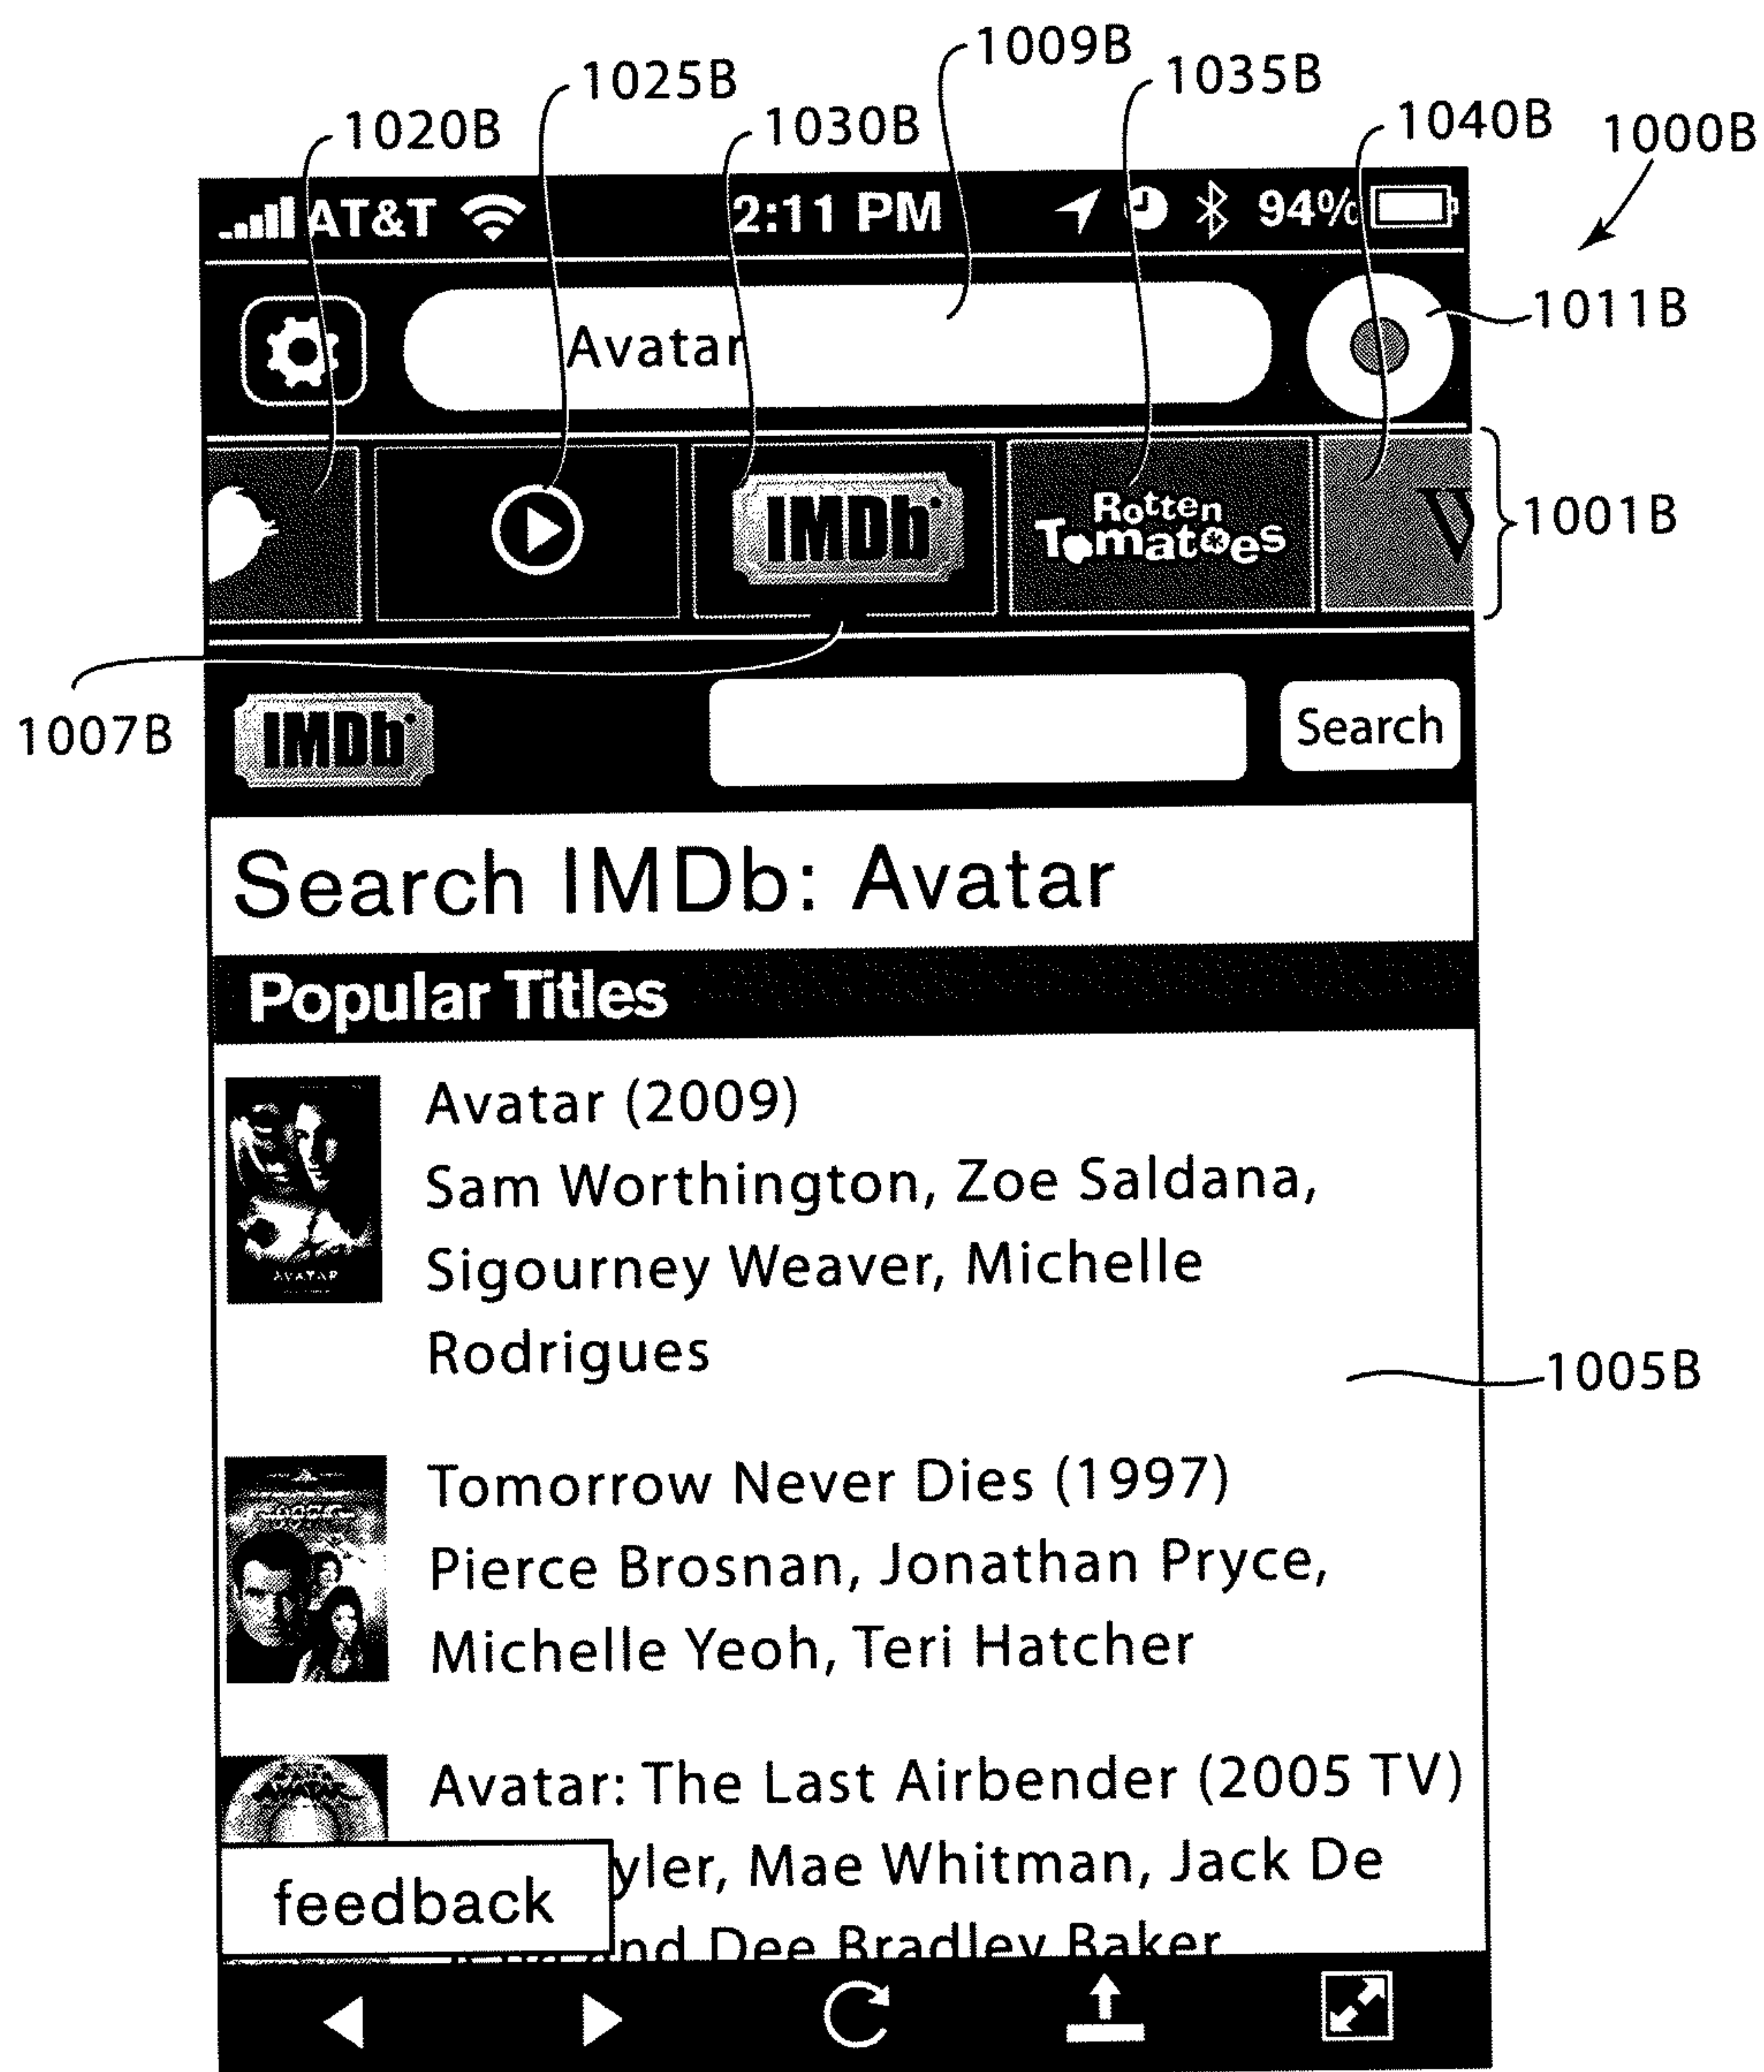 1009B
1025B
1035B
1020B
1030B
1040B
1000B
AT&T 2:11 PM 94%
Avatar
1011B
IMDb
Rotten
Tomatoes
W
1001B
1007B
IMDb
Search
Search IMDb: Avatar
Popular Titles
Avatar (2009)
Sam Worthington, Zoe Saldana,
Sigourney Weaver, Michelle
Rodrigues
AVATAR
1005B
Tomorrow Never Dies (1997)
Pierce Brosnan, Jonathan Pryce,
Michelle Yeoh, Teri Hatcher
Avatar: The Last Airbender (2005 TV)
yler, Mae Whitman, Jack De
feedback
nd Dee Bradley Baker